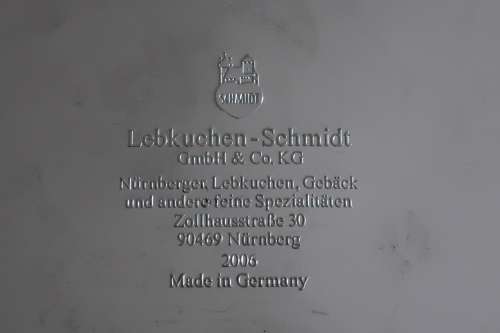 SCHMIDT
Lebkuchen-Schmidt
GmbH & Co. KG
Nürnberger, Lebkuchen, Gebäck
und andere feine Spezialitäten
Zollhausstraße 30
90469 Nürnberg
2006
Made in Germany